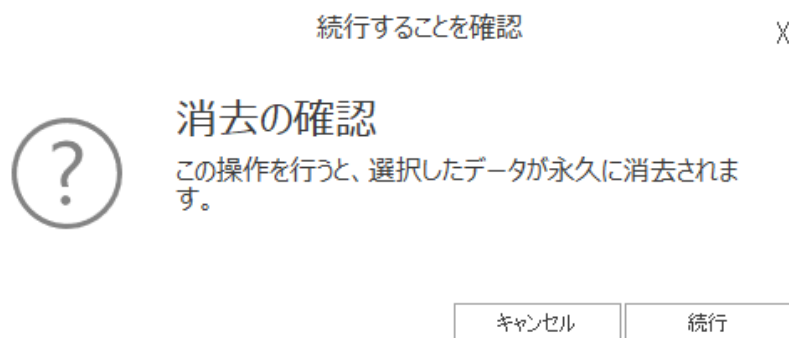 続行することを確認
X
消去の確認
?
この操作を行うと、選択したデータが永久に消去されま
す。
キャンセル
続行